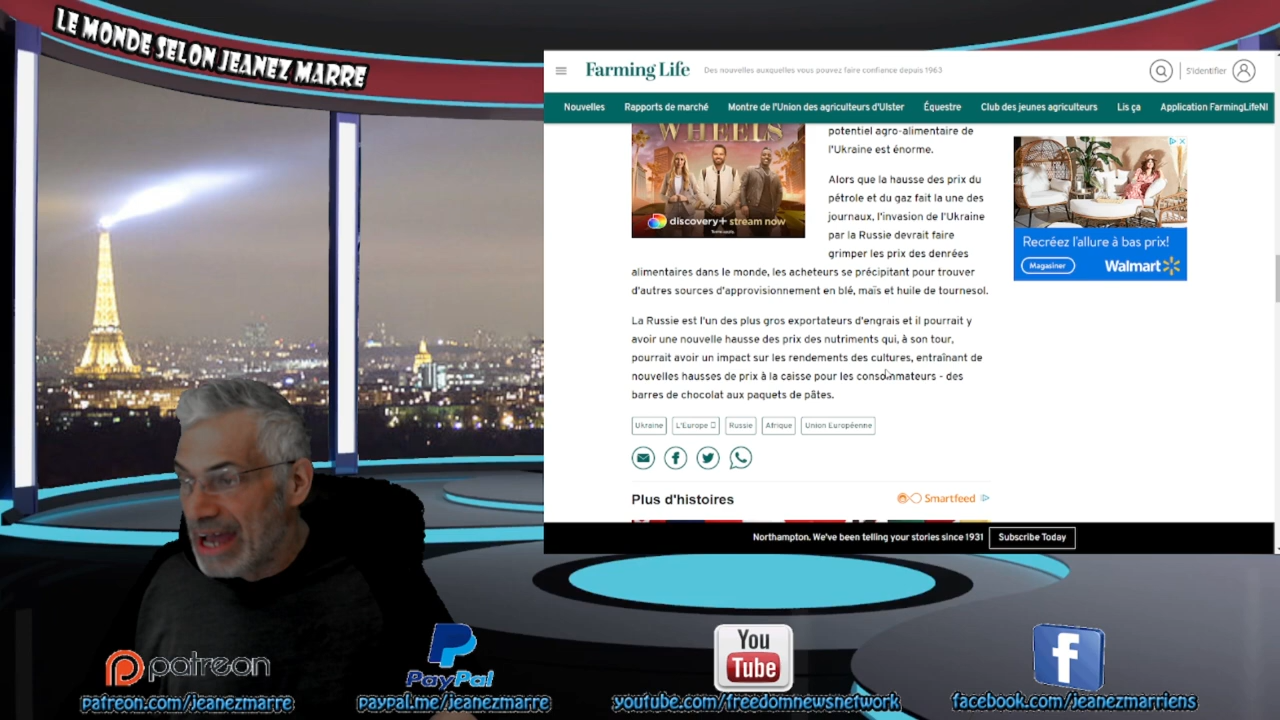 LE MONDE SELON JEANEZ MARRE
Farming Life
Des nouvelles auxquelles vous pouvez faire confiance depuis 1963
S'identifier
Nouvelles
Rapports de marché
Montre de l'Union des agriculteurs d'Ulster
Équestre
Club des jeunes agriculteurs
Lis ça
Application FarmingLifeNI
WHEELS
discovery+ stream now
potentiel agro-alimentaire de
l'Ukraine est énorme.
Alors que la hausse des prix du
pétrole et du gaz fait la une des
journaux, l'invasion de l'Ukraine
par la Russie devrait faire
grimper les prix des denrées
alimentaires dans le monde, les acheteurs se précipitant pour trouver
d'autres sources d'approvisionnement en blé, maïs et huile de tournesol.
La Russie est l'un des plus gros exportateurs d'engrais et il pourrait y
avoir une nouvelle hausse des prix des nutriments qui, à son tour,
pourrait avoir un impact sur les rendements des cultures, entraînant de
nouvelles hausses de prix à la caisse pour les consommateurs - des
barres de chocolat aux paquets de pâtes.
Recréez l'allure à bas prix!
Magasiner
Walmart
Ukraine
L'Europe
Russie
Afrique
Union Européenne
Plus d'histoires
Smartfeed
Northampton. We've been telling your stories since 1931
Subscribe Today
patreon
patreon.com/jeanezmarre
PayPal
paypal.me/jeanezmarre
You
Tube
youtube.com/freedomnewsnetwork
f
facebook.com/jeanezmarriens